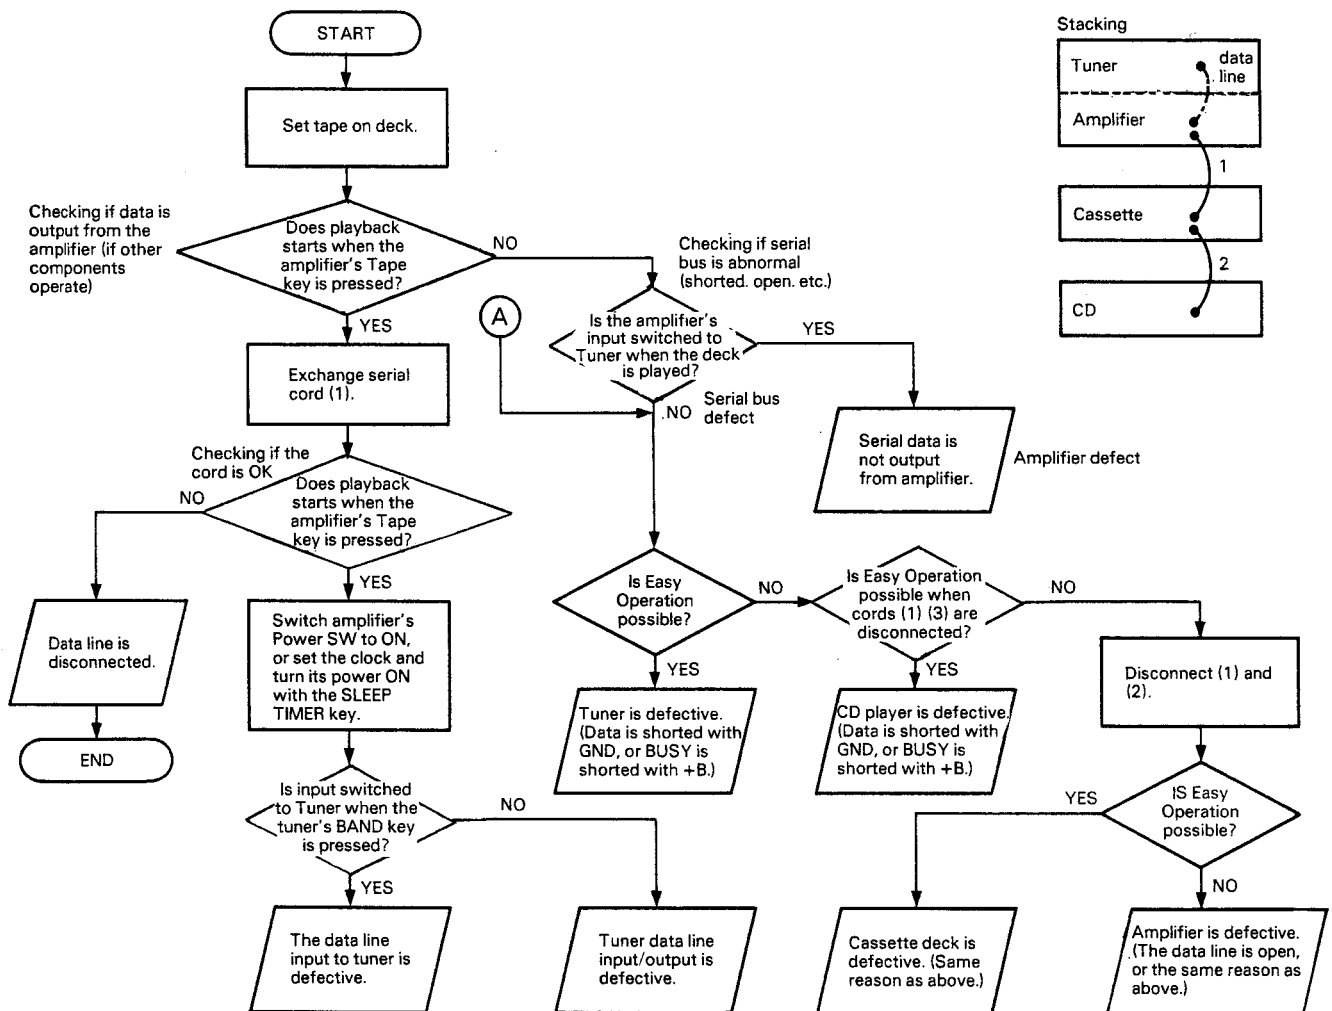 START
Set tape on deck.
Checking if data is
output from the
amplifier (if other
components
operate)
Does playback
starts when the
amplifier's Tape
key is pressed?
NO
YES
Checking if serial
bus is abnormal
(shorted. open. etc.)
A
Is the amplifier's
input switched to
Tuner when the deck
is played?
YES
.NO
Serial bus
defect
Serial data is
not output
from amplifier.
Amplifier defect
Exchange serial
cord (1).
Checking if the
cord is OK
NO
Does playback
starts when the
amplifier's Tape
key is pressed?
YES
Data line is
disconnected.
END
Switch amplifier's
Power SW to ON,
or set the clock and
turn its power ON
with the SLEEP
TIMER key.
Is input switched
to Tuner when the
tuner's BAND key
is pressed?
NO
YES
The data line
input to tuner is
defective.
Tuner data line
input/output is
defective.
Is Easy
Operation
possible?
NO
YES
Tuner is defective.
(Data is shorted with
GND, or BUSY is
shorted with +B.)
Is Easy Operation
possible when
cords (1) (3) are
disconnected?
NO
YES
CD player is defective.
(Data is shorted with
GND, or BUSY is
shorted with +B.)
Disconnect (1) and
(2).
IS Easy
Operation
possible?
YES
NO
Cassette deck is
defective. (Same
reason as above.)
Amplifier is defective.
(The data line is open,
or the same reason as
above.)
Stacking
Tuner
data
line
Amplifier
1
Cassette
2
CD